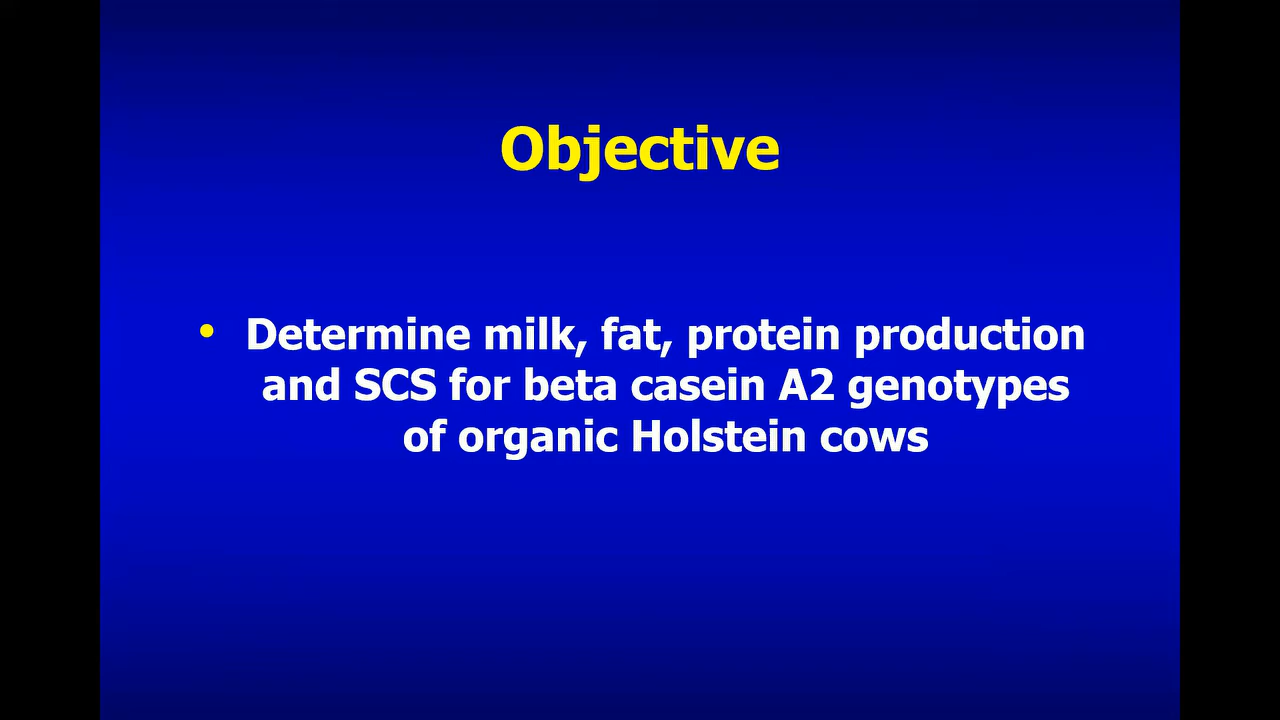 Objective
• Determine milk, fat, protein production
and SCS for beta casein A2 genotypes
of organic Holstein cows